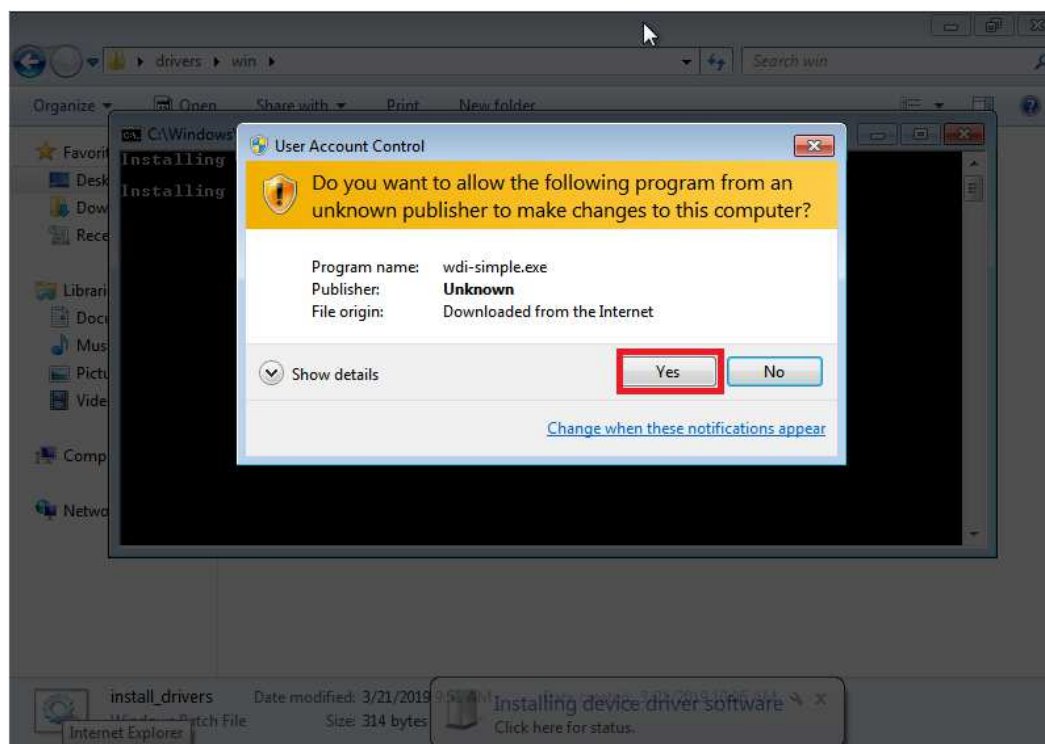 drivers win
Search win
Organize Open Share with Print New folder
C:\Windows
Installing
Installing
User Account Control
Do you want to allow the following program from an
unknown publisher to make changes to this computer?
Program name: wdi-simple.exe
Publisher: Unknown
File origin: Downloaded from the Internet
Show details
Yes
No
Change when these notifications appear
Favorit
Desk
Dow
Rece
Librari
Docu
Mus
Pictu
Vide
Comp
Netwo
install_drivers Date modified: 3/21/2019
File Size: 314 bytes
Internet Explorer
Installing device driver software
Click here for status.